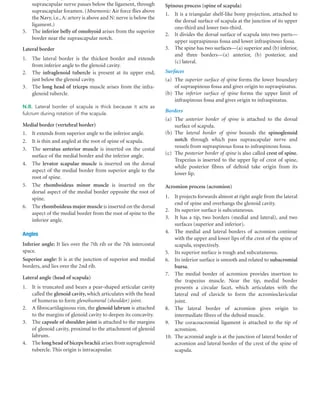 suprascapular nerve passes below the ligament, through
suprascapular foramen. (Mnemonic: Air force flies above
the Navy, i.e., A: artery is above and N: nerve is below the
ligament.).
5. The inferior belly of omohyoid arises from the superior
border near the suprascapular notch.
Lateral border
1. The lateral border is the thickest border and extends
from inferior angle to the glenoid cavity.
2. The infraglenoid tubercle is present at its upper end,
just below the glenoid cavity.
3. The long head of triceps muscle arises from the infra-
glenoid tubercle.
N.B. Lateral border of scapula is thick because it acts as
fulcrum during rotation of the scapula.
Medial border (vertebral border)
1. It extends from superior angle to the inferior angle.
2. It is thin and angled at the root of spine of scapula.
3. The serratus anterior muscle is inserted on the costal
surface of the medial border and the inferior angle.
4. The levator scapulae muscle is inserted on the dorsal
aspect of the medial border from superior angle to the
root of spine.
5. The rhomboideus minor muscle is inserted on the
dorsal aspect of the medial border opposite the root of
spine.
6. The rhomboideus major muscle is inserted on the dorsal
aspect of the medial border from the root of spine to the
inferior angle.
Angles
Inferior angle: It lies over the 7th rib or the 7th intercostal
space.
Superior angle: It is at the junction of superior and medial
borders, and lies over the 2nd rib.
Lateral angle (head of scapula)
1. It is truncated and bears a pear-shaped articular cavity
called the glenoid cavity, which articulates with the head
of humerus to form glenohumeral (shoulder) joint.
2. A fibrocartilaginous rim, the glenoid labrum is attached
to the margins of glenoid cavity to deepen its concavity.
3. The capsule of shoulder joint is attached to the margins
of glenoid cavity, proximal to the attachment of glenoid
labrum.
4. The long head of biceps brachii arises from supraglenoid
tubercle. This origin is intracapsular.
Spinous process (spine of scapula)
1. It is a triangular shelf-like bony projection, attached to
the dorsal surface of scapula at the junction of its upper
one-third and lower two-third.
2. It divides the dorsal surface of scapula into two parts—
upper supraspinous fossa and lower infraspinous fossa.
3. The spine has two surfaces—(a) superior and (b) inferior,
and three borders—(a) anterior, (b) posterior, and
(c) lateral.
Surfaces
(a) The superior surface of spine forms the lower boundary
of supraspinous fossa and gives origin to supraspinatus.
(b) The inferior surface of spine forms the upper limit of
infraspinous fossa and gives origin to infraspinatus.
Borders
(a) The anterior border of spine is attached to the dorsal
surface of scapula.
(b) The lateral border of spine bounds the spinoglenoid
notch through which pass suprascapular nerve and
vessels from supraspinous fossa to infraspinous fossa.
(c) The posterior border of spine is also called crest of spine.
Trapezius is inserted to the upper lip of crest of spine,
while posterior fibres of deltoid take origin from its
lower lip.
Acromion process (acromion)
1. It projects forwards almost at right angle from the lateral
end of spine and overhangs the glenoid cavity.
2. Its superior surface is subcutaneous.
3. It has a tip, two borders (medial and lateral), and two
surfaces (superior and inferior).
4. The medial and lateral borders of acromion continue
with the upper and lower lips of the crest of the spine of
scapula, respectively.
5. Its superior surface is rough and subcutaneous.
6. Its inferior surface is smooth and related to subacromial
bursa.
7. The medial border of acromion provides insertion to
the trapezius muscle. Near the tip, medial border
presents a circular facet, which articulates with the
lateral end of clavicle to form the acromioclavicular
joint.
8. The lateral border of acromion gives origin to
intermediate fibres of the deltoid muscle.
9. The coracoacromial ligament is attached to the tip of
acromion.
10. The acromial angle is at the junction of lateral border of
acromion and lateral border of the crest of the spine of
scapula.